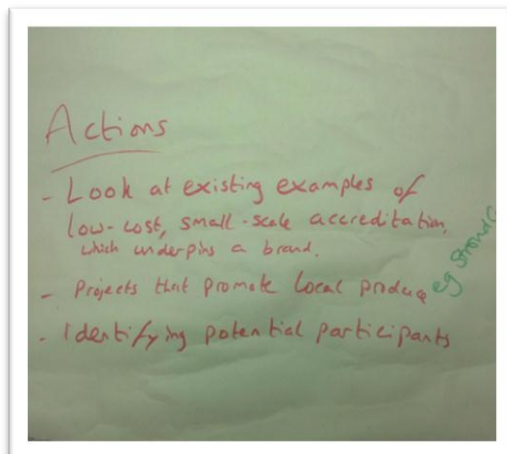 Actions
- Look at existing examples of
low-cost, small-scale accreditation,
which underpins a brand.
- Projects that promote local produce
eg
- Identifying potential participants